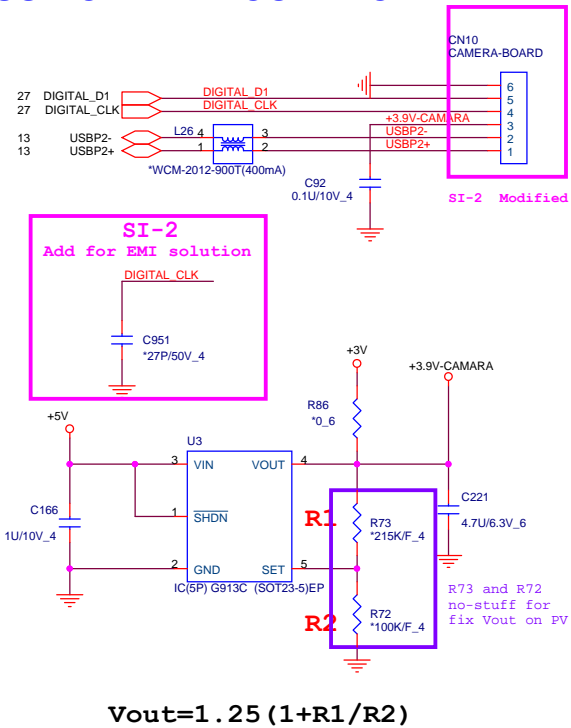 CN10
CAMERA-BOARD
6
27 DIGITAL_D1 DIGITAL_D1 5
27 DIGITAL_CLK DIGITAL_CLK 4
+3.9V-CAMARA 3
13 USBP2- L26 4 3 USBP2- 2
13 USBP2+ 1 2 USBP2+ 1
*WCM-2012-900T(400mA)
C92
0.1U/10V_4
SI-2 Modified
SI-2
Add for EMI solution
DIGITAL_CLK
C951
*27P/50V_4
+3V
+3.9V-CAMARA
R86
*0_6
+5V
U3
3 VIN VOUT 4
C166
1U/10V_4
1 SHDN
R1
R73
*215K/F_4
C221
4.7U/6.3V_6
2 GND SET 5
IC(5P) G913C (SOT23-5)EP
R2
R72
*100K/F_4
R73 and R72
no-stuff for
fix Vout on PV
Vout=1.25(1+R1/R2)